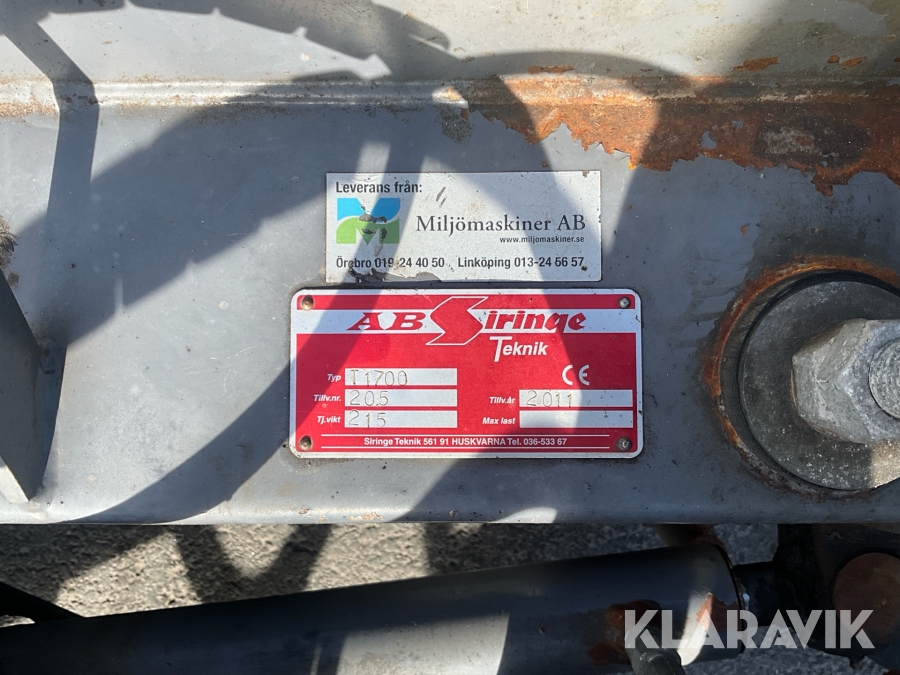 Leverans från:
Miljömaskiner AB
www.miljomaskiner.se
Örebro 019-24 40 50 Linköping 013-24 56 57
AB Siringe
Teknik
Typ T1700 CE
Tillv.nr. 205 Tillv.år 2011
Tj.vikt 215 Max last
Siringe Teknik 561 91 HUSKVARNA Tel. 036-533 67
KLARAVIK